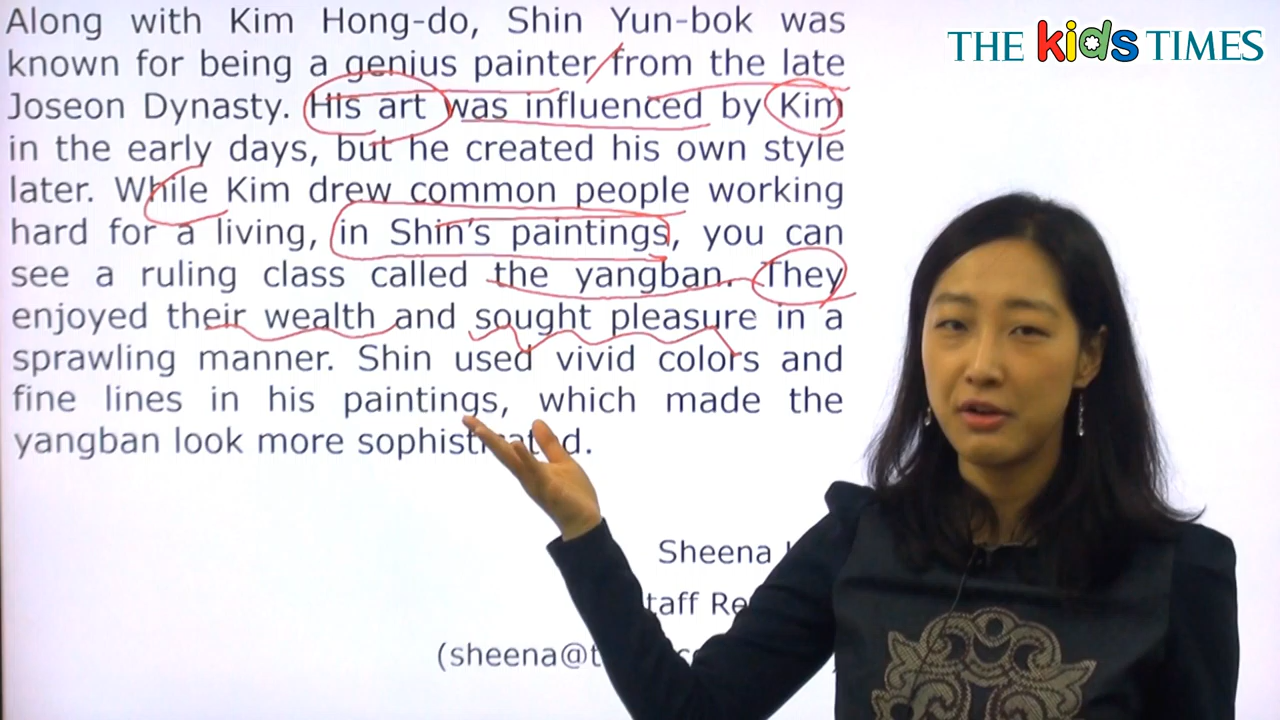 Along with Kim Hong-do, Shin Yun-bok was
known for being a genius painter from the late
Joseon Dynasty. His art was influenced by Kim
in the early days, but he created his own style
later. While Kim drew common people working
hard for a living, in Shin's paintings, you can
see a ruling class called the yangban. They
enjoyed their wealth and sought pleasure in a
sprawling manner. Shin used vivid colors and
fine lines in his paintings, which made the
yangban look more sophisticated.
Sheena
(sheena@t
THE kids TIMES